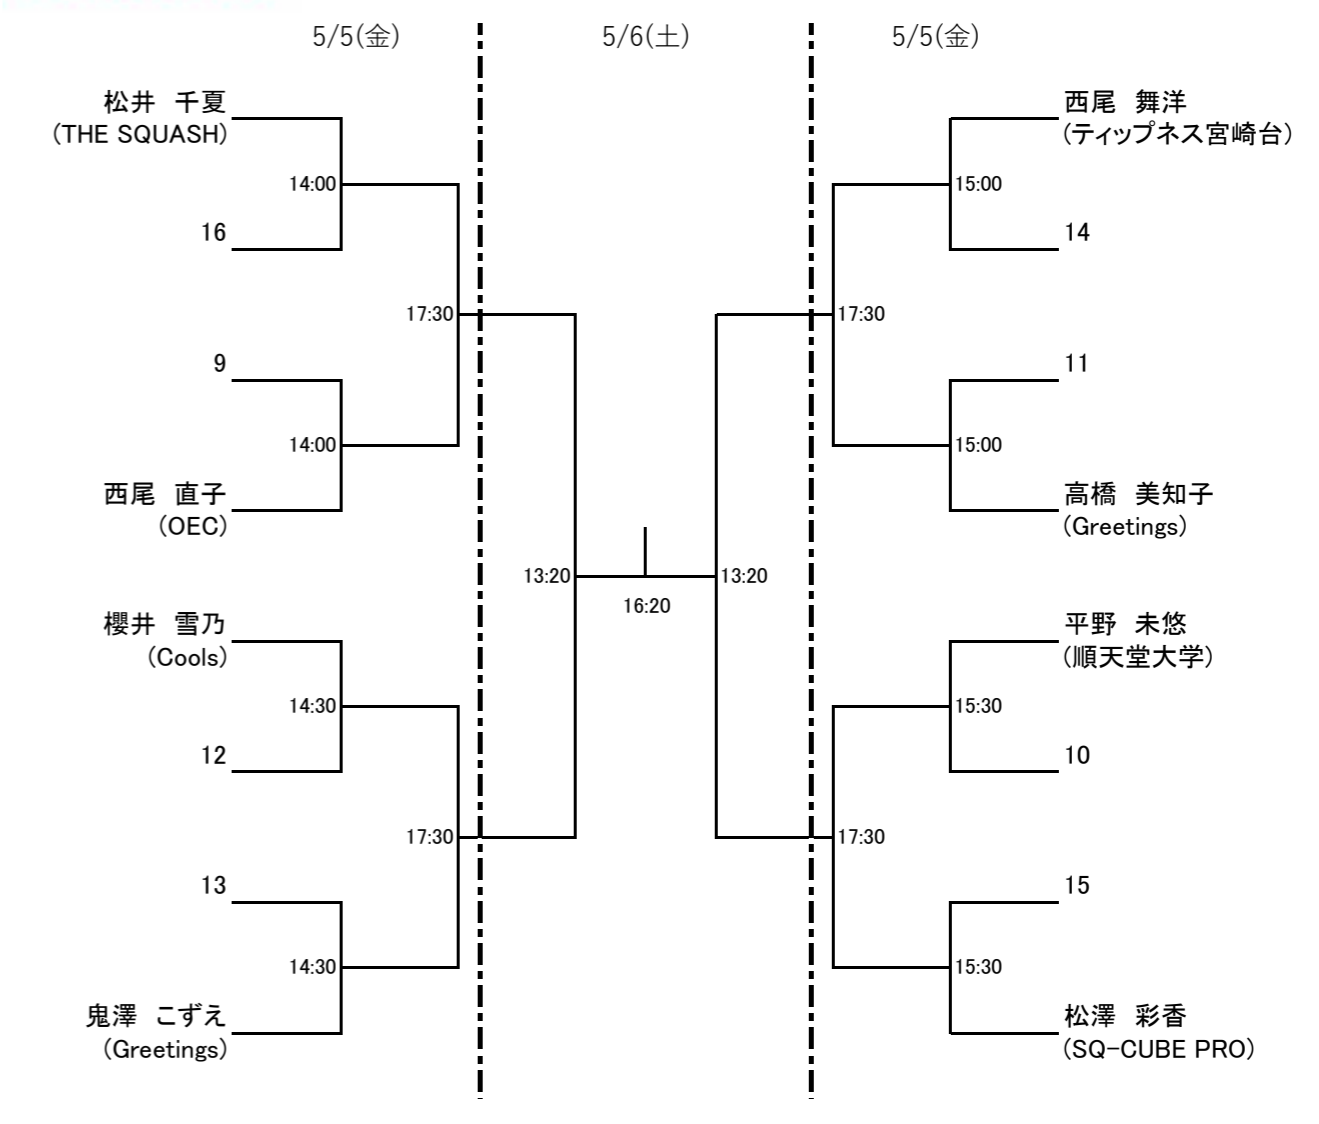 5/5(金)
5/6(土)
5/5(金)
松井　千夏
(THE SQUASH)
14:00
16
17:30
9
14:00
西尾　直子
(OEC)
櫻井　雪乃
(Cools)
14:30
12
17:30
13
14:30
鬼澤　こずえ
(Greetings)
13:20
16:20
13:20
西尾　舞洋
(ティップネス宮崎台)
15:00
14
17:30
11
15:00
高橋　美知子
(Greetings)
平野　未悠
(順天堂大学)
15:30
10
17:30
15
15:30
松澤　彩香
(SQ-CUBE PRO)